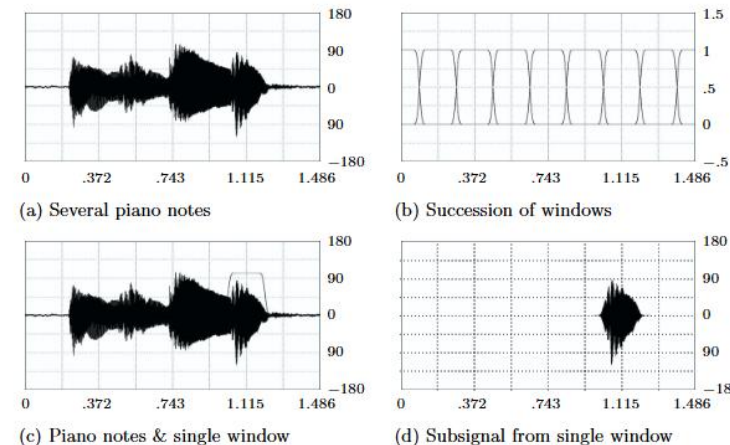 180
90
0
90
−180
0 .372 .743 1.115 1.486
(a) Several piano notes
1.5
1
.5
0
−.5
0 .372 .743 1.115 1.486
(b) Succession of windows
180
90
0
90
−180
0 .372 .743 1.115 1.486
(c) Piano notes & single window
180
90
0
90
−18
0 .372 .743 1.115 1.486
(d) Subsignal from single window